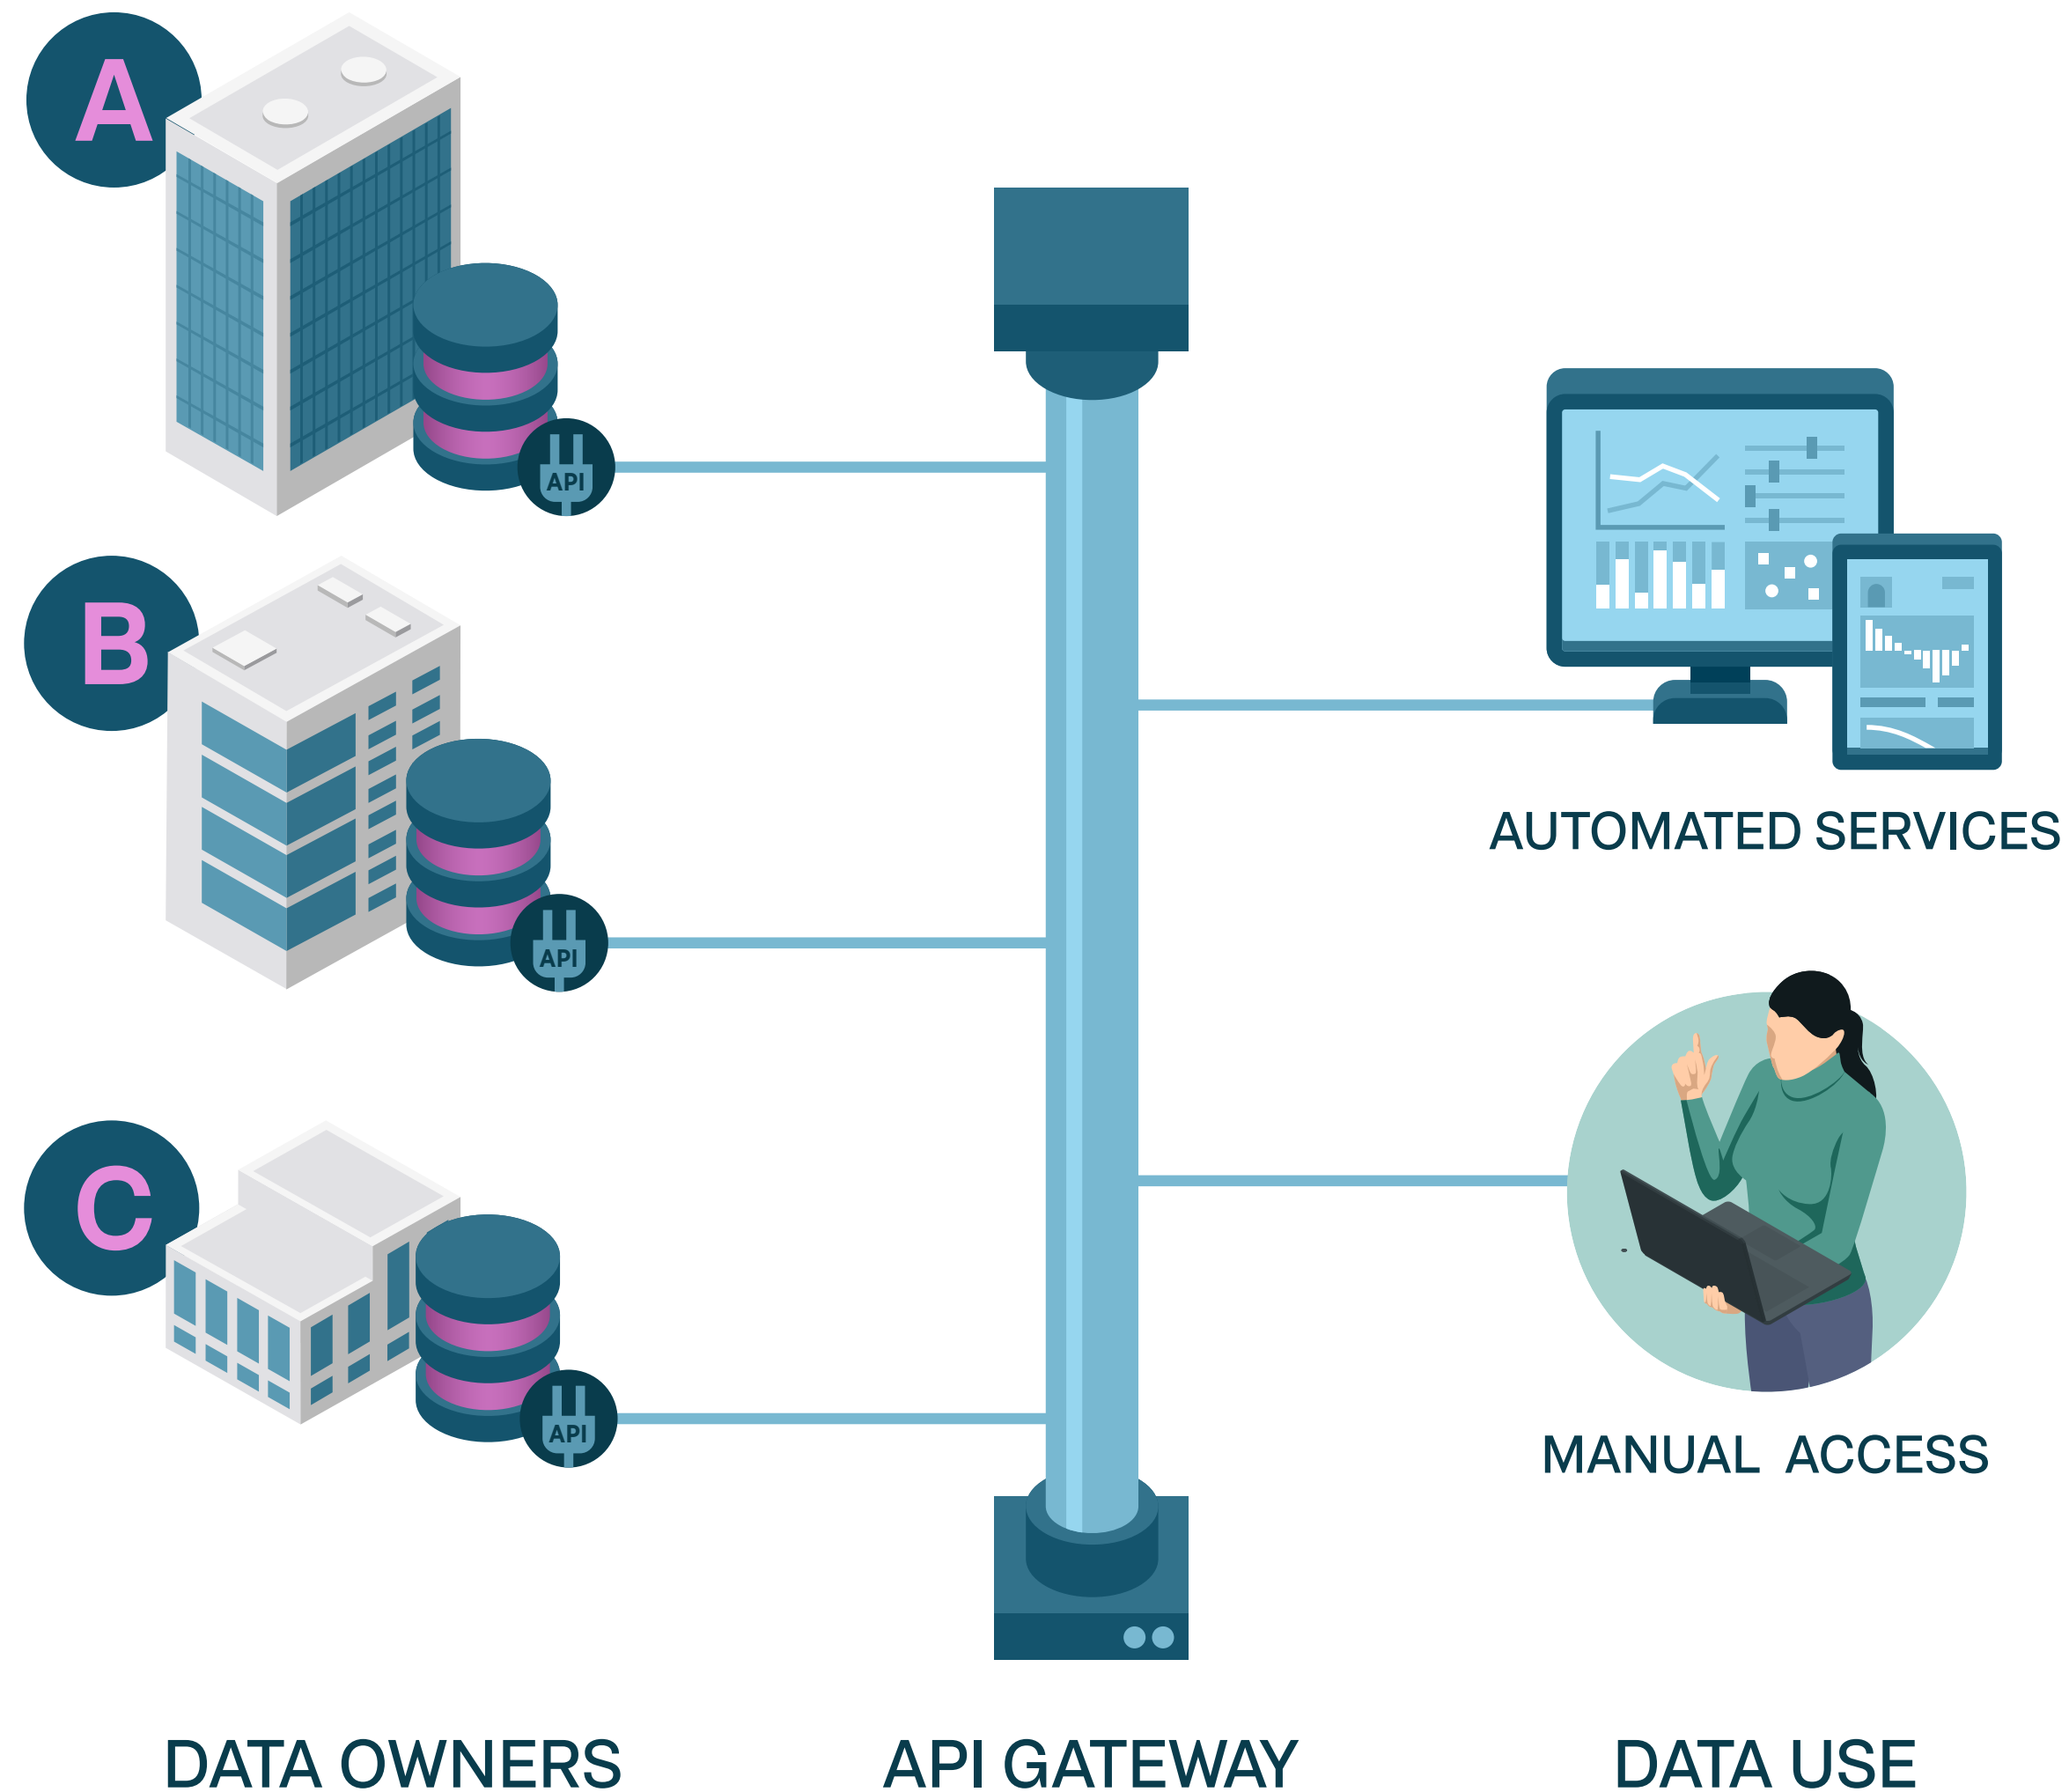 A
API
B
API
C
API
AUTOMATED SERVICES
MANUAL ACCESS
DATA OWNERS
API GATEWAY
DATA USE